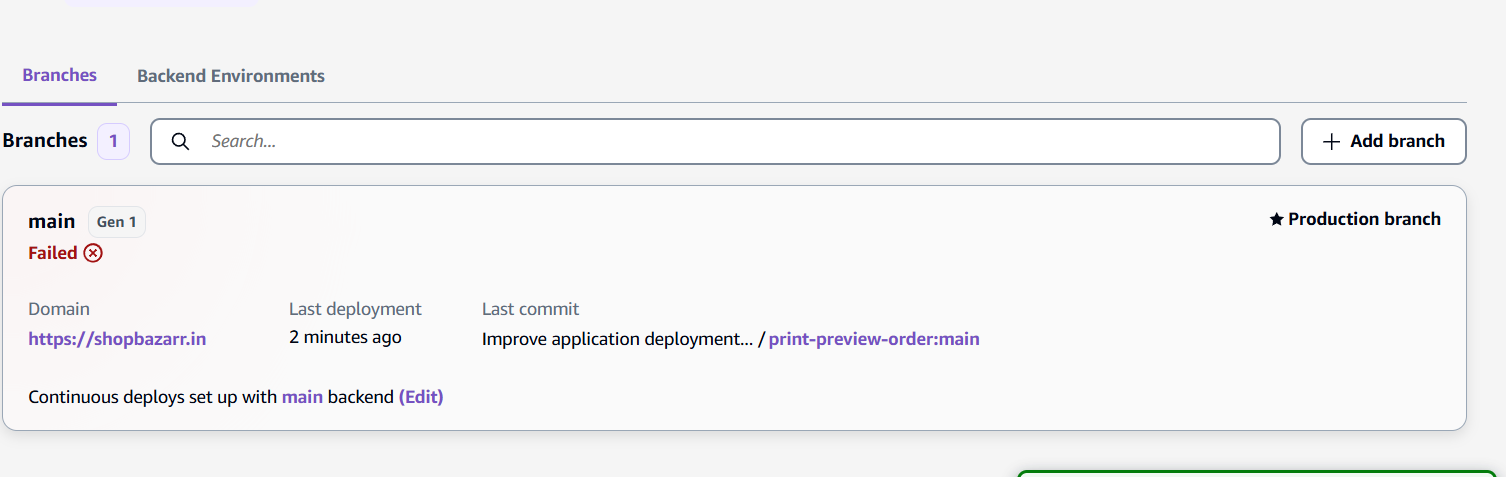 Branches Backend Environments
Branches 1 Search... Add branch
main Gen 1 Production branch
Failed
Domain Last deployment Last commit
https://shopbazarr.in 2 minutes ago Improve application deployment... / print-preview-order:main
Continuous deploys set up with main backend (Edit)